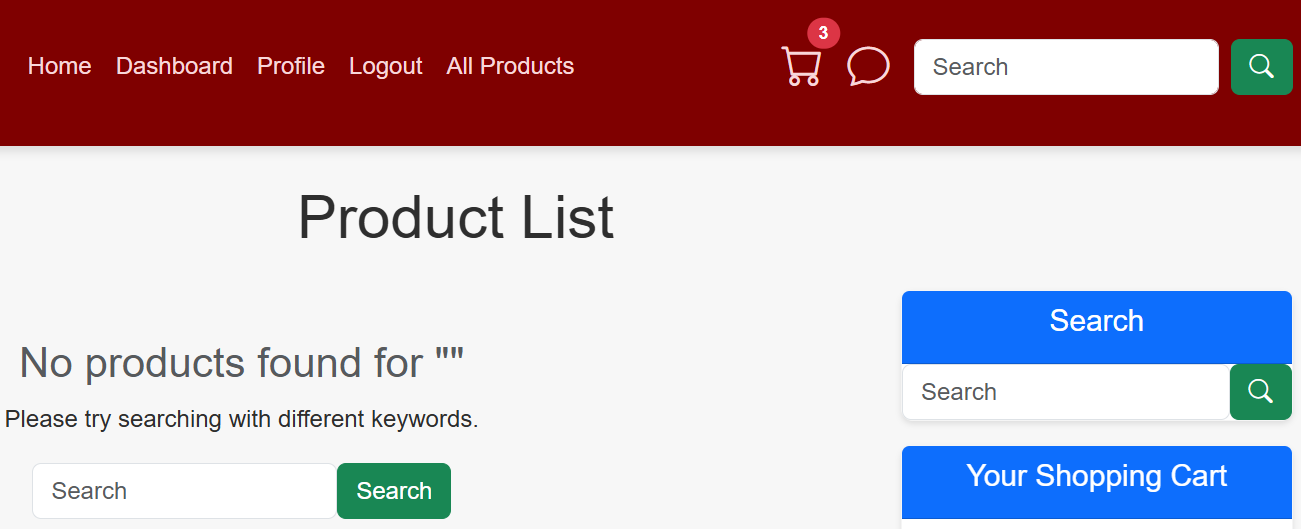 3
Home Dashboard Profile Logout All Products Search
Product List
Search
No products found for ""
Search
Please try searching with different keywords.
Your Shopping Cart
Search Search